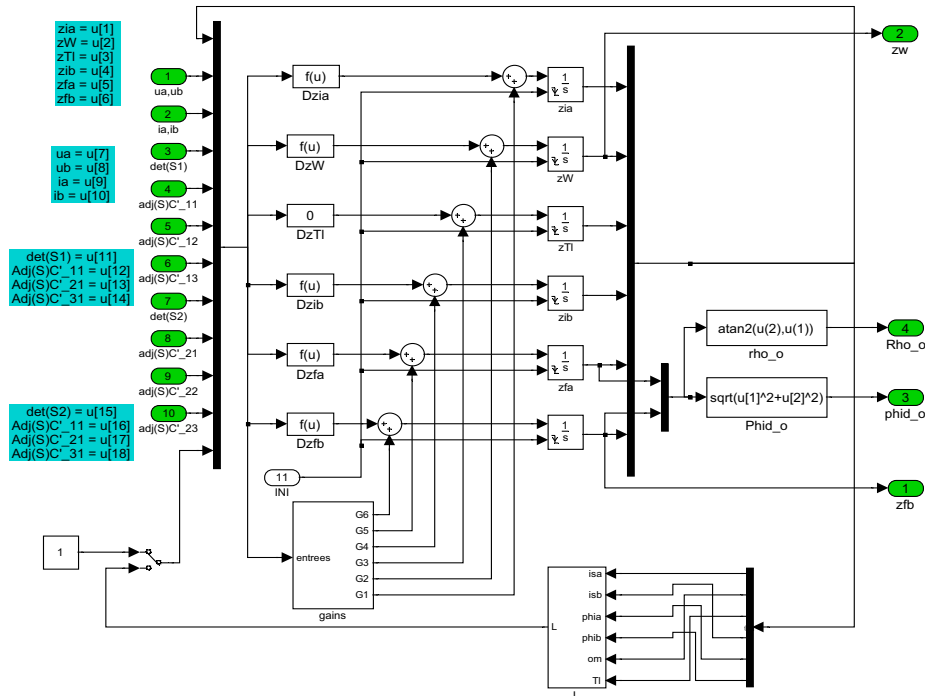 zia = u[1]
zW = u[2]
zTl = u[3]
zib = u[4]
zfa = u[5]
zfb = u[6]
1
ua,ub
2
ia,ib
3
det(S1)
4
adj(S)C'_11
5
adj(S)C'_12
6
adj(S)C'_13
7
det(S2)
8
adj(S)C'_21
9
adj(S)C'_22
10
adj(S)C'_23
ua = u[7]
ub = u[8]
ia = u[9]
ib = u[10]
det(S1) = u[11]
Adj(S)C'_11 = u[12]
Adj(S)C'_21 = u[13]
Adj(S)C'_31 = u[14]
det(S2) = u[15]
Adj(S)C'_11 = u[16]
Adj(S)C'_21 = u[17]
Adj(S)C'_31 = u[18]
1
f(u)
Dzia
f(u)
DzW
0
DzTl
f(u)
Dzib
f(u)
Dzfa
f(u)
Dzfb
11
INI
entrees
G6
G5
G4
G3
G2
G1
gains
1
s
zia
1
s
zW
1
s
zTl
1
s
zib
1
s
zfa
1
s
zfb
2
zw
atan2(u(2),u(1))
rho_o
4
Rho_o
sqrt(u[1]^2+u[2]^2)
Phid_o
3
phid_o
1
zfb
L
isa
isb
phia
phib
om
Tl